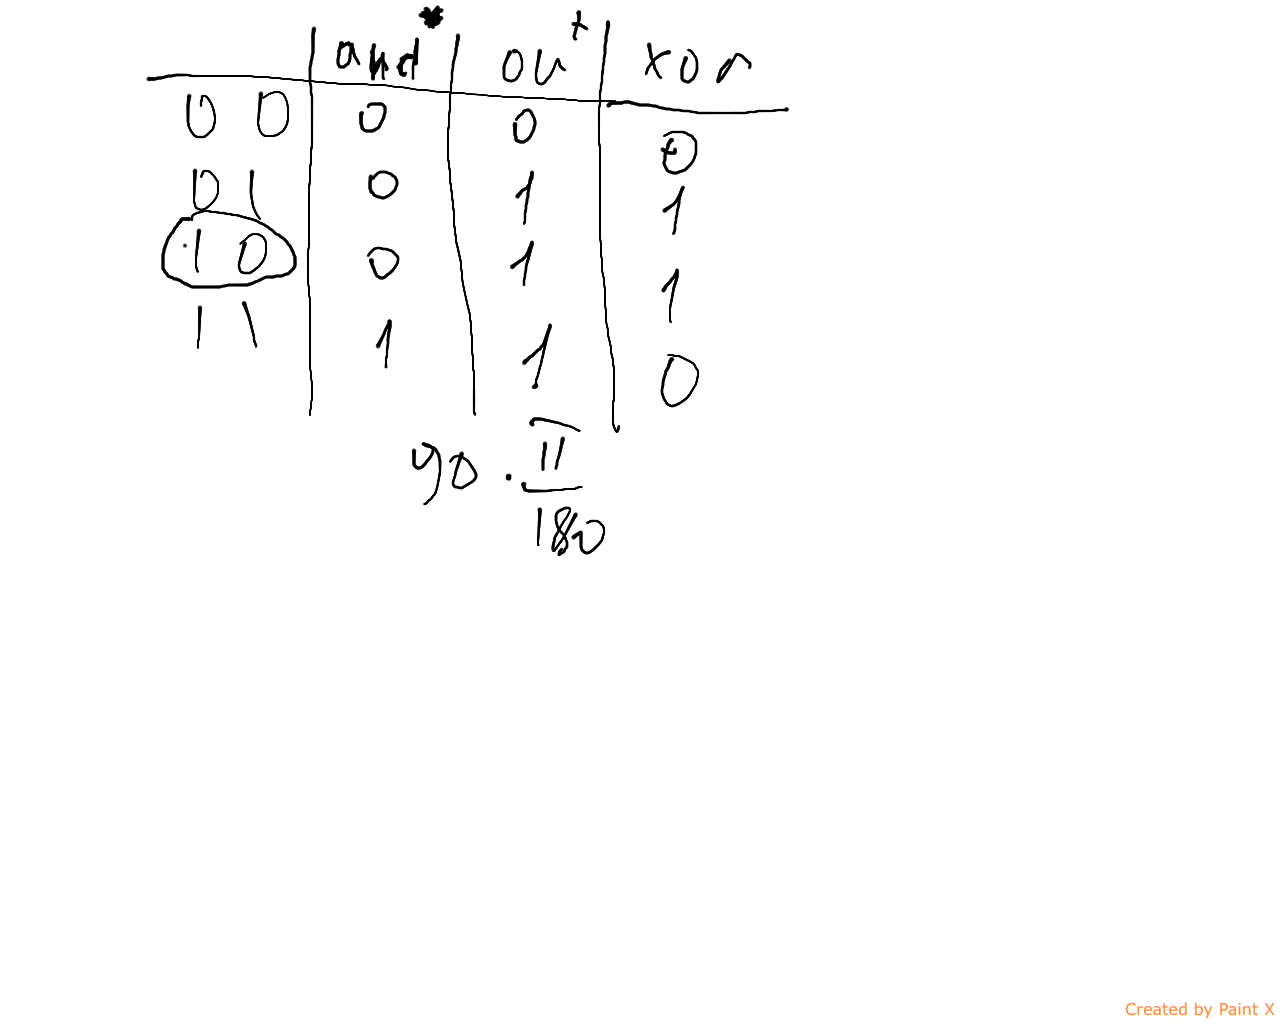 and * ou + xor
0 0 0 0 0
0 1 0 1 1
1 0 0 1 1
1 1 1 1 0
90 . π
180
Created by Paint X